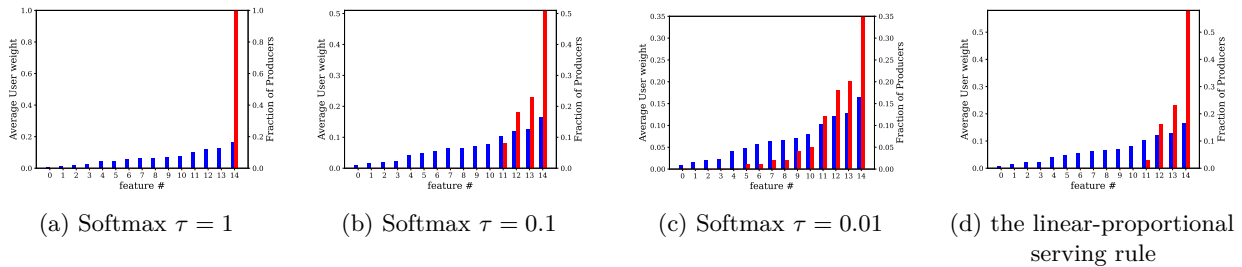 1.0
0.8
0.6
0.4
0.2
0.0
Average User weight
0 1 2 3 4 5 6 7 8 9 10 11 12 13 14
feature #
1.0
0.8
0.6
0.4
0.2
0.0
Fraction of Producers
(a) Softmax τ = 1
0.5
0.4
0.3
0.2
0.1
0.0
Average User weight
0 1 2 3 4 5 6 7 8 9 10 11 12 13 14
feature #
0.5
0.4
0.3
0.2
0.1
0.0
Fraction of Producers
(b) Softmax τ = 0.1
0.35
0.30
0.25
0.20
0.15
0.10
0.05
0.00
Average User weight
0 1 2 3 4 5 6 7 8 9 10 11 12 13 14
feature #
0.35
0.30
0.25
0.20
0.15
0.10
0.05
0.00
Fraction of Producers
(c) Softmax τ = 0.01
0.5
0.4
0.3
0.2
0.1
0.0
Average User weight
0 1 2 3 4 5 6 7 8 9 10 11 12 13 14
feature #
0.5
0.4
0.3
0.2
0.1
0.0
Fraction of Producers
(d) the linear-proportional
serving rule